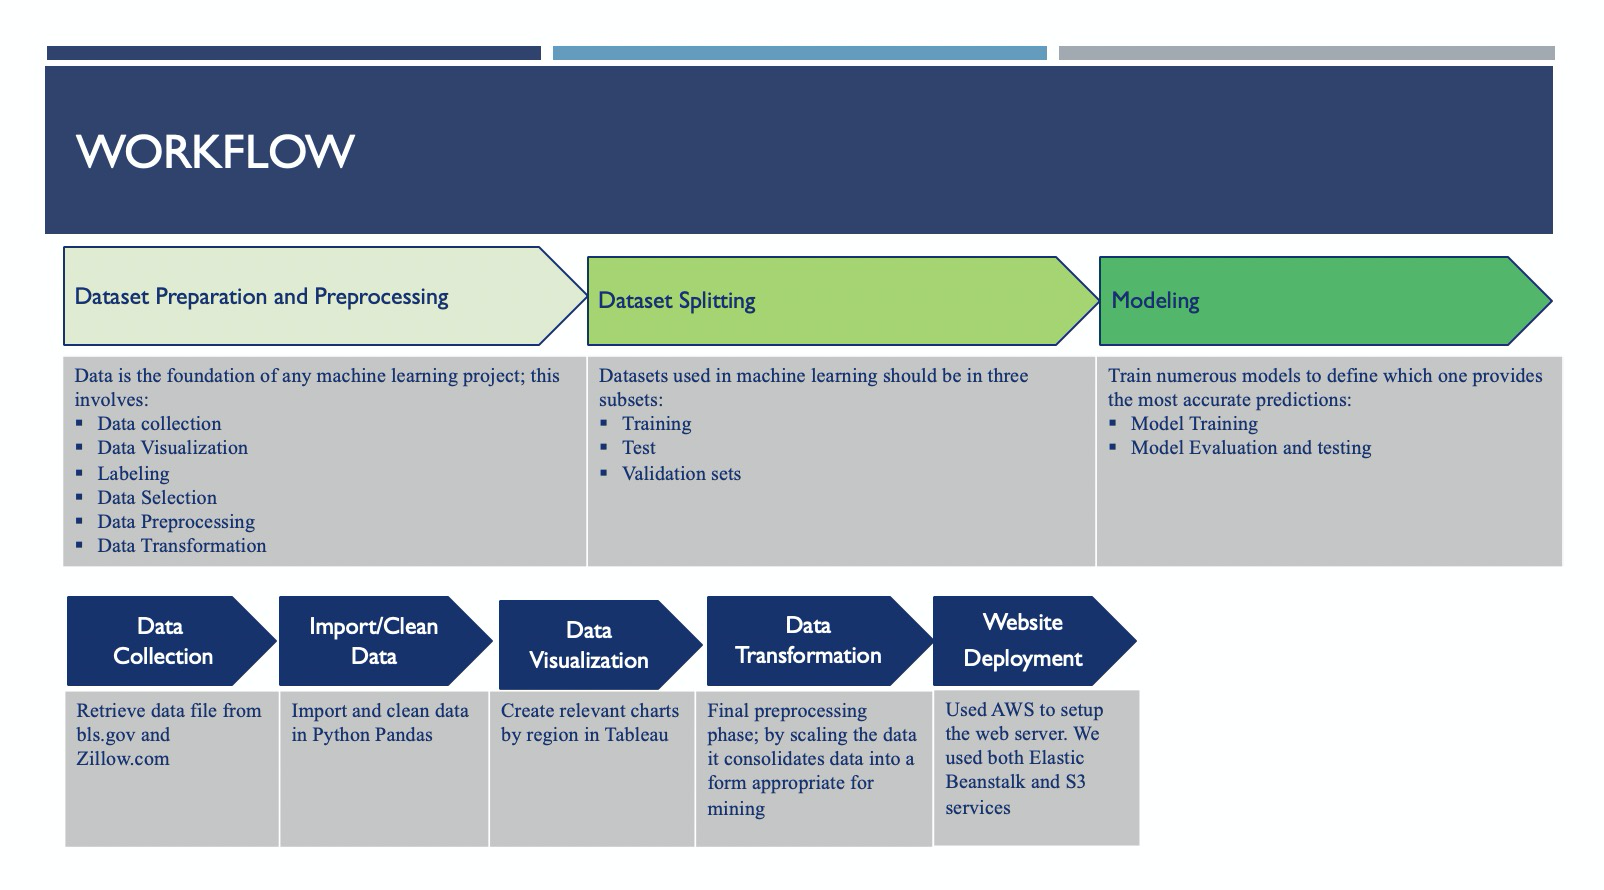 WORKFLOW
Dataset Preparation and Preprocessing
Dataset Splitting
Modeling
Data is the foundation of any machine learning project; this
involves:
▪ Data collection
▪ Data Visualization
▪ Labeling
▪ Data Selection
▪ Data Preprocessing
▪ Data Transformation
Datasets used in machine learning should be in three
subsets:
▪ Training
▪ Test
▪ Validation sets
Train numerous models to define which one provides
the most accurate predictions:
▪ Model Training
▪ Model Evaluation and testing
Data
Collection
Import/Clean
Data
Data
Visualization
Data
Transformation
Website
Deployment
Retrieve data file from
bls.gov and
Zillow.com
Import and clean data
in Python Pandas
Create relevant charts
by region in Tableau
Final preprocessing
phase; by scaling the data
it consolidates data into a
form appropriate for
mining
Used AWS to setup
the web server. We
used both Elastic
Beanstalk and S3
services